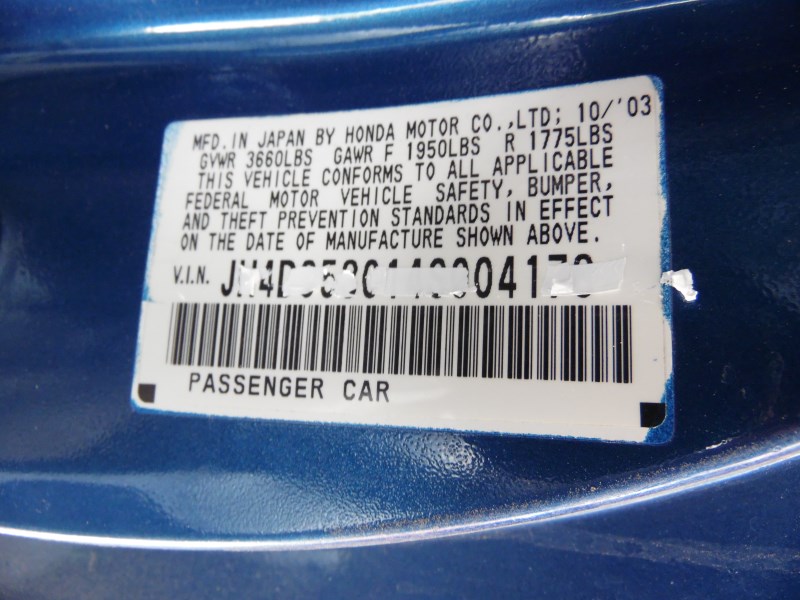 MFD. IN JAPAN BY HONDA MOTOR CO.,LTD; 10/'03
GVWR 3660LBS GAWR F 1950LBS R 1775LBS
THIS VEHICLE CONFORMS TO ALL APPLICABLE
FEDERAL MOTOR VEHICLE SAFETY, BUMPER,
AND THEFT PREVENTION STANDARDS IN EFFECT
ON THE DATE OF MANUFACTURE SHOWN ABOVE.
V.I.N.
PASSENGER CAR